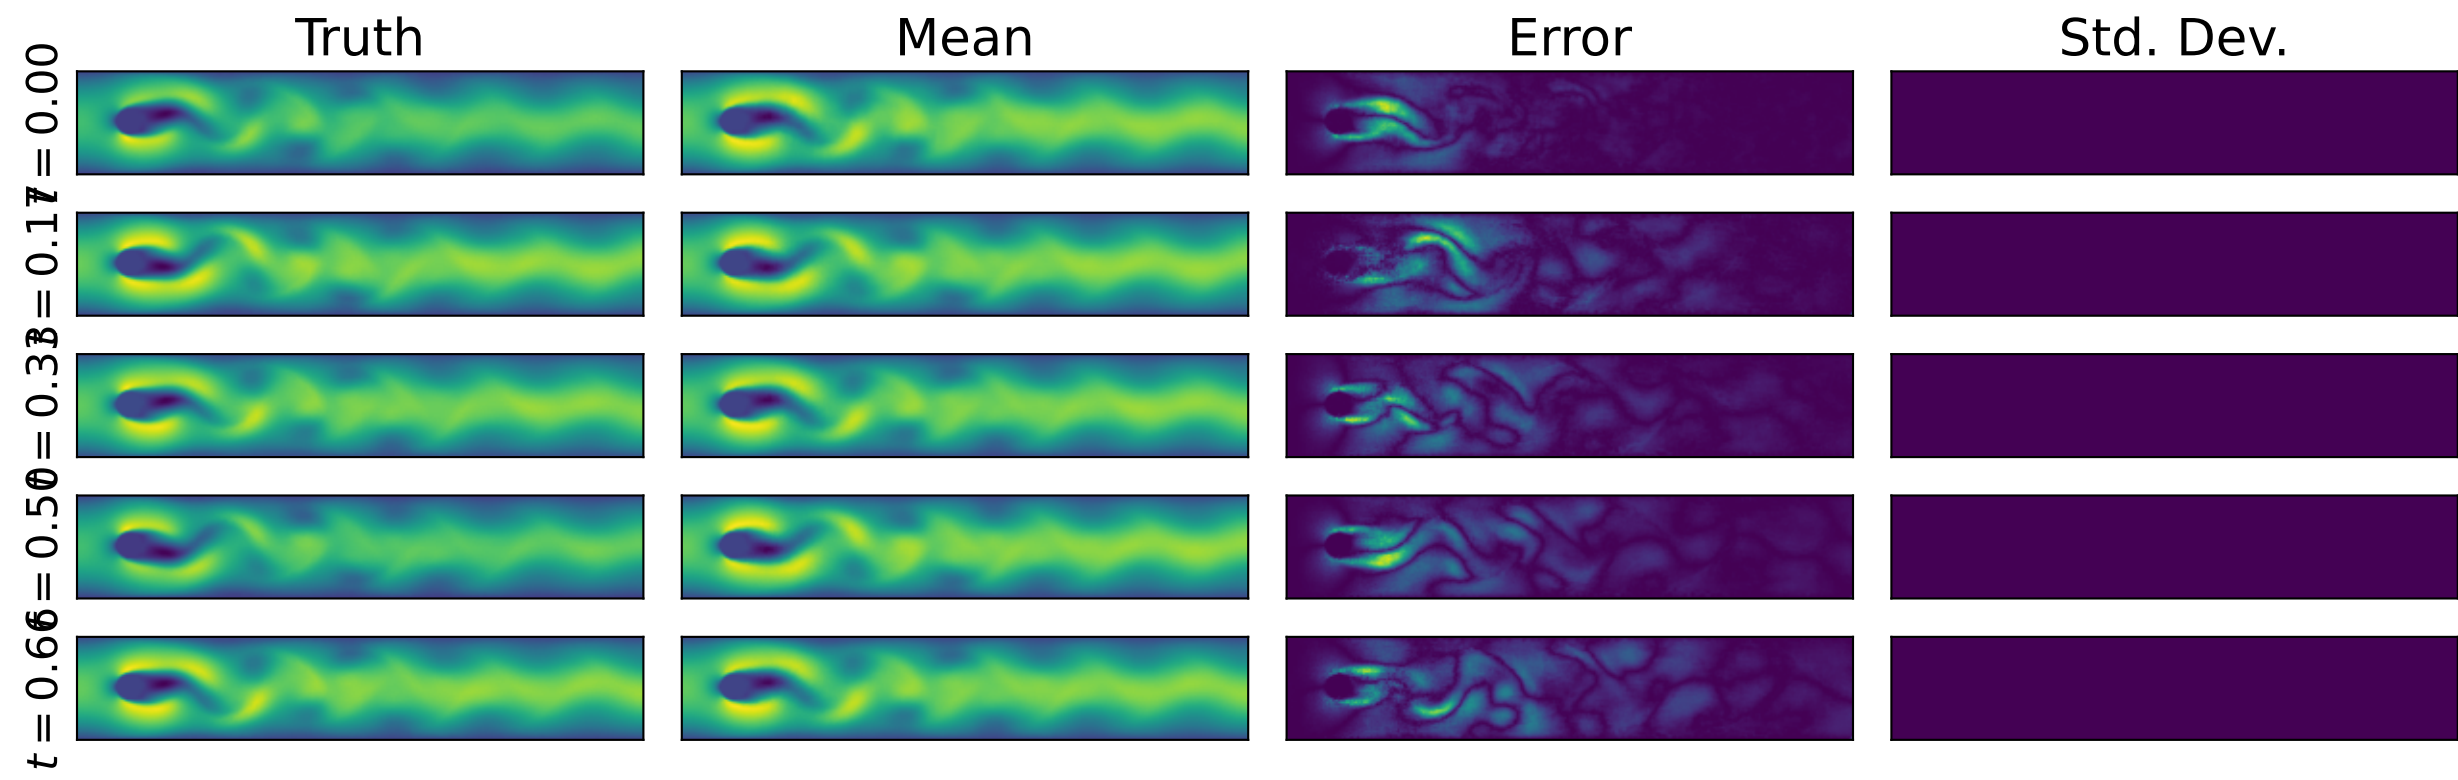 Truth Mean Error Std. Dev.
t = 0.00
t = 0.17
t = 0.33
t = 0.50
t = 0.66